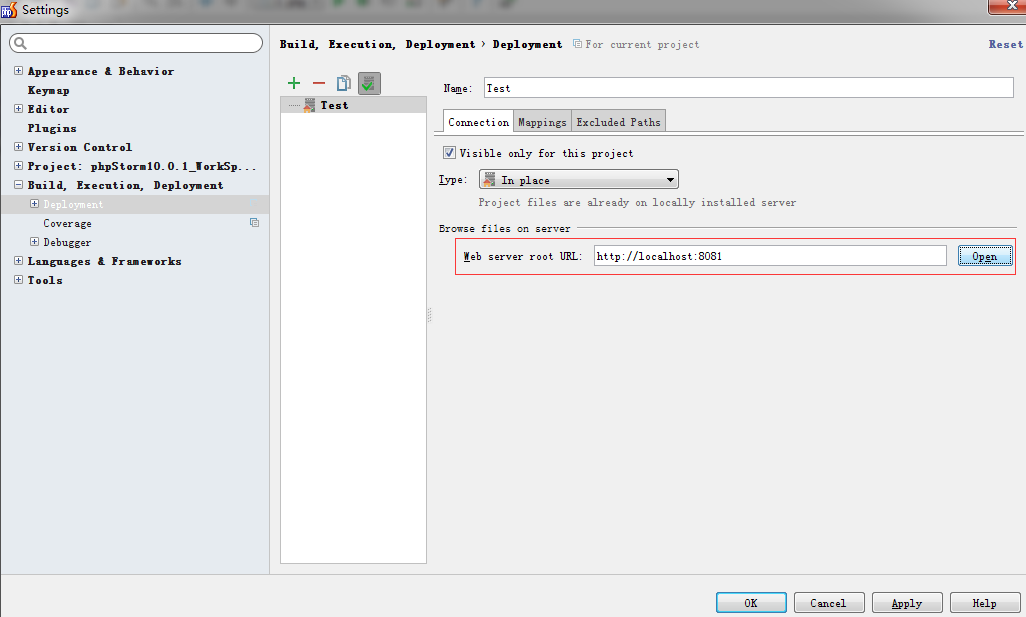 Settings
Build, Execution, Deployment › Deployment For current project Reset
Appearance & Behavior
Keymap
Editor
Plugins
Version Control
Project: phpStorm10.0.1_WorkSp...
Build, Execution, Deployment
Deployment
Coverage
Debugger
Languages & Frameworks
Tools
Test
Name: Test
Connection Mappings Excluded Paths
Visible only for this project
Type: In place
Project files are already on locally installed server
Browse files on server
Web server root URL: http://localhost:8081 Open
OK Cancel Apply Help